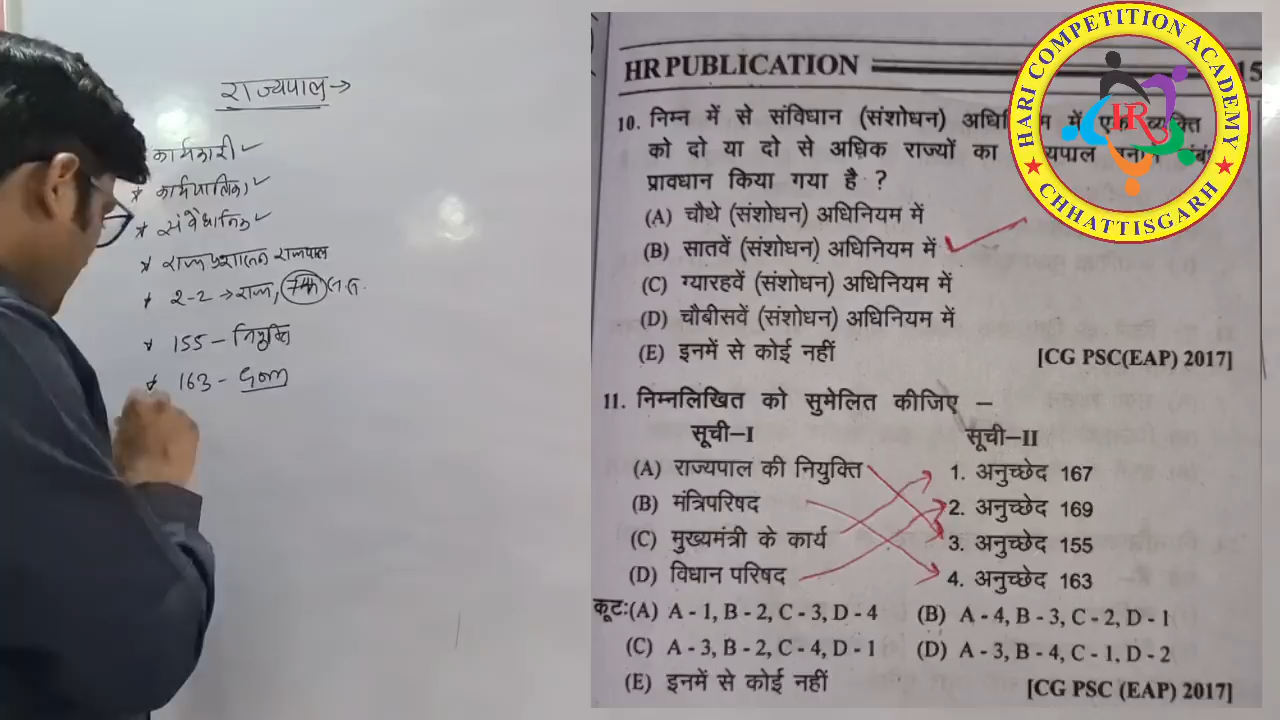 राज्यपाल→
कार्यकारी ✓
* कार्यपालिका ✓
* संवैधानिक ✓
* राज्य
* 2-2 → राज्य, 7th
* 155 – नियुक्ति
* 163 –
HR PUBLICATION
15
10. निम्न में से संविधान (संशोधन) अधि में एक व्यक्ति
को दो या दो से अधिक राज्यों का
प्रावधान किया गया है ?
(A) चौथे (संशोधन) अधिनियम में
(B) सातवें (संशोधन) अधिनियम में
(C) ग्यारहवें (संशोधन) अधिनियम में
(D) चौबीसवें (संशोधन) अधिनियम में
(E) इनमें से कोई नहीं [CG PSC(EAP) 2017]
11. निम्नलिखित को सुमेलित कीजिए –
सूची–I सूची–II
(A) राज्यपाल की नियुक्ति 1. अनुच्छेद 167
(B) मंत्रिपरिषद 2. अनुच्छेद 169
(C) मुख्यमंत्री के कार्य 3. अनुच्छेद 155
(D) विधान परिषद 4. अनुच्छेद 163
कूटः(A) A - 1, B - 2, C - 3, D - 4 (B) A - 4, B - 3, C - 2, D - 1
(C) A - 3, B - 2, C - 4, D - 1 (D) A - 3, B - 4, C - 1, D - 2
(E) इनमें से कोई नहीं [CG PSC (EAP) 2017]
HARI COMPETITION ACADEMY
HR
CHHATTISGARH